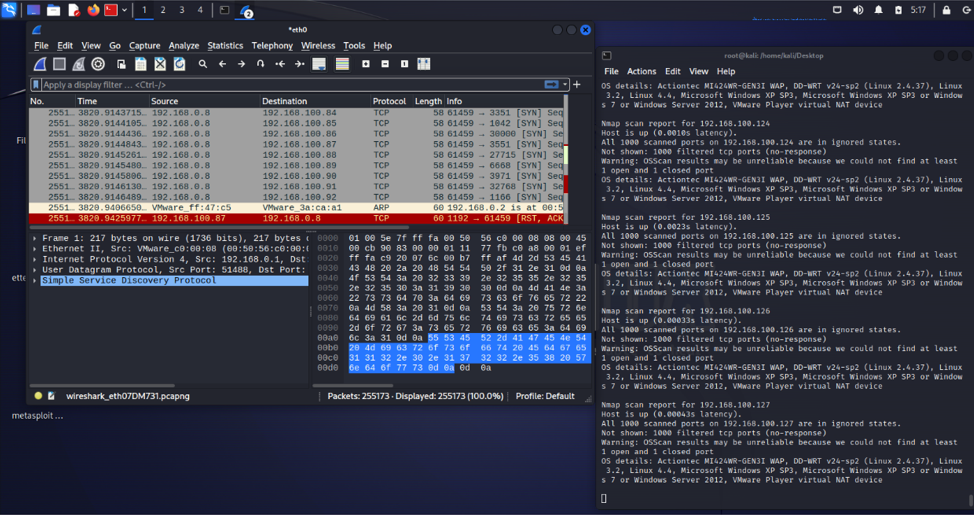 1 2 3 4
5:17
*eth0
File Edit View Go Capture Analyze Statistics Telephony Wireless Tools Help
Apply a display filter ... <Ctrl-/>
No. Time Source Destination Protocol Length Info
2551… 3820.9143715… 192.168.0.8 192.168.100.84 TCP 58 61459 → 3351 [SYN] Seq
2551… 3820.9144105… 192.168.0.8 192.168.100.85 TCP 58 61459 → 1042 [SYN] Seq
2551… 3820.9144436… 192.168.0.8 192.168.100.86 TCP 58 61459 → 30000 [SYN] Se
2551… 3820.9144843… 192.168.0.8 192.168.100.87 TCP 58 61459 → 3551 [SYN] Seq
2551… 3820.9145261… 192.168.0.8 192.168.100.88 TCP 58 61459 → 27715 [SYN] Se
2551… 3820.9145480… 192.168.0.8 192.168.100.89 TCP 58 61459 → 6668 [SYN] Seq
2551… 3820.9145806… 192.168.0.8 192.168.100.90 TCP 58 61459 → 3971 [SYN] Seq
2551… 3820.9146130… 192.168.0.8 192.168.100.91 TCP 58 61459 → 32768 [SYN] Se
2551… 3820.9146489… 192.168.0.8 192.168.100.92 TCP 58 61459 → 1166 [SYN] Seq
2551… 3820.9406650… VMware_ff:47:c5 VMware_3a:ca:a1 ARP 60 192.168.0.2 is at 00:5
2551… 3820.9425977… 192.168.100.87 192.168.0.8 TCP 60 1192 → 61459 [RST, ACK
Frame 1: 217 bytes on wire (1736 bits), 217 bytes c
Ethernet II, Src: VMware_c0:00:08 (00:50:56:c0:00:
Internet Protocol Version 4, Src: 192.168.0.1, Dst
User Datagram Protocol, Src Port: 51488, Dst Port:
Simple Service Discovery Protocol
0000 01 00 5e 7f ff fa 00 50 56 c0 00 08 08 00 45
0010 00 cb 90 83 00 00 01 11 77 fb c0 a8 00 01 ef
0020 ff fa c9 20 07 6c 00 b7 ff af 4d 2d 53 45 41
0030 43 48 20 2a 20 48 54 54 50 2f 31 2e 31 0d 0a
0040 4f 53 54 3a 20 32 33 39 2e 32 35 35 2e 32 35
0050 2e 32 35 30 3a 31 39 30 30 0d 0a 4d 41 4e 3a
0060 22 73 73 64 70 3a 64 69 73 63 6f 76 65 72 22
0070 0a 4d 58 3a 20 31 0d 0a 53 54 3a 20 75 72 6e
0080 64 69 61 6c 2d 6d 75 6c 74 69 73 63 72 65 65
0090 2d 6f 72 67 3a 73 65 72 76 69 63 65 3a 64 69
00a0 6c 3a 31 0d 0a 55 53 45 52 2d 41 47 45 4e 54
00b0 20 4d 69 63 72 6f 73 6f 66 74 20 45 64 67 65
00c0 31 31 32 2e 30 2e 31 37 32 32 2e 35 38 20 57
00d0 6e 64 6f 77 73 0d 0a 0d 0a
wireshark_eth07DM731.pcapng Packets: 255173 · Displayed: 255173 (100.0%) Profile: Default
metasploit ...
root@kali: /home/kali/Desktop
File Actions Edit View Help
OS details: Actiontec MI424WR-GEN3I WAP, DD-WRT v24-sp2 (Linux 2.4.37), Linux
3.2, Linux 4.4, Microsoft Windows XP SP3, Microsoft Windows XP SP3 or Window
s 7 or Windows Server 2012, VMware Player virtual NAT device
Nmap scan report for 192.168.100.124
Host is up (0.0010s latency).
All 1000 scanned ports on 192.168.100.124 are in ignored states.
Not shown: 1000 filtered tcp ports (no-response)
Warning: OSScan results may be unreliable because we could not find at least
1 open and 1 closed port
OS details: Actiontec MI424WR-GEN3I WAP, DD-WRT v24-sp2 (Linux 2.4.37), Linux
3.2, Linux 4.4, Microsoft Windows XP SP3, Microsoft Windows XP SP3 or Window
s 7 or Windows Server 2012, VMware Player virtual NAT device
Nmap scan report for 192.168.100.125
Host is up (0.0023s latency).
All 1000 scanned ports on 192.168.100.125 are in ignored states.
Not shown: 1000 filtered tcp ports (no-response)
Warning: OSScan results may be unreliable because we could not find at least
1 open and 1 closed port
OS details: Actiontec MI424WR-GEN3I WAP, DD-WRT v24-sp2 (Linux 2.4.37), Linux
3.2, Linux 4.4, Microsoft Windows XP SP3, Microsoft Windows XP SP3 or Window
s 7 or Windows Server 2012, VMware Player virtual NAT device
Nmap scan report for 192.168.100.126
Host is up (0.00033s latency).
All 1000 scanned ports on 192.168.100.126 are in ignored states.
Not shown: 1000 filtered tcp ports (no-response)
Warning: OSScan results may be unreliable because we could not find at least
1 open and 1 closed port
OS details: Actiontec MI424WR-GEN3I WAP, DD-WRT v24-sp2 (Linux 2.4.37), Linux
3.2, Linux 4.4, Microsoft Windows XP SP3, Microsoft Windows XP SP3 or Window
s 7 or Windows Server 2012, VMware Player virtual NAT device
Nmap scan report for 192.168.100.127
Host is up (0.00043s latency).
All 1000 scanned ports on 192.168.100.127 are in ignored states.
Not shown: 1000 filtered tcp ports (no-response)
Warning: OSScan results may be unreliable because we could not find at least
1 open and 1 closed port
OS details: Actiontec MI424WR-GEN3I WAP, DD-WRT v24-sp2 (Linux 2.4.37), Linux
3.2, Linux 4.4, Microsoft Windows XP SP3, Microsoft Windows XP SP3 or Window
s 7 or Windows Server 2012, VMware Player virtual NAT device